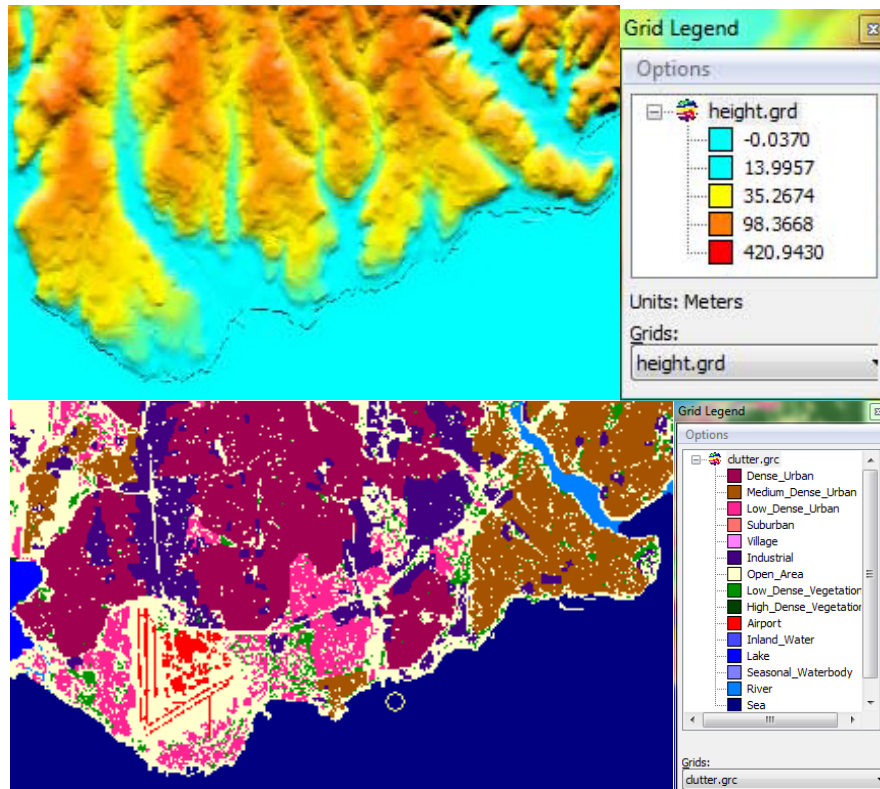 Grid Legend
Options
height.grd
-0.0370
13.9957
35.2674
98.3668
420.9430
Units: Meters
Grids:
height.grd
Grid Legend
Options
clutter.grc
Dense_Urban
Medium_Dense_Urban
Low_Dense_Urban
Suburban
Village
Industrial
Open_Area
Low_Dense_Vegetation
High_Dense_Vegetation
Airport
Inland_Water
Lake
Seasonal_Waterbody
River
Sea
Grids:
clutter.grc